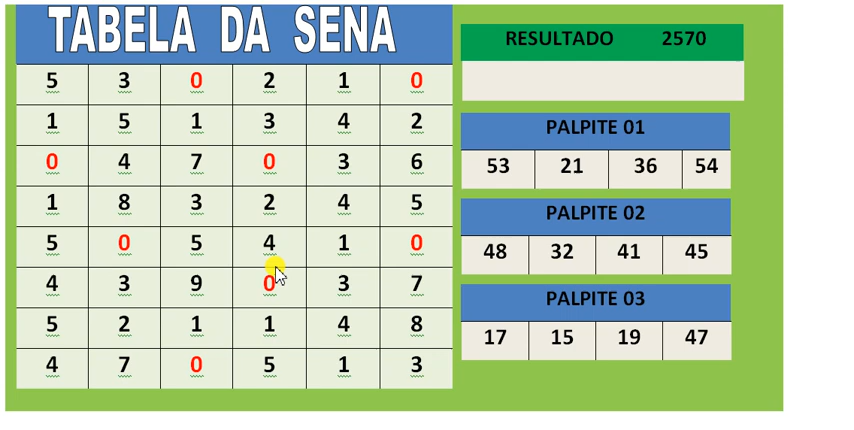 TABELA DA SENA
5 3 0 2 1 0
1 5 1 3 4 2
0 4 7 0 3 6
1 8 3 2 4 5
5 0 5 4 1 0
4 3 9 0 3 7
5 2 1 1 4 8
4 7 0 5 1 3
RESULTADO 2570
PALPITE 01
53 21 36 54
PALPITE 02
48 32 41 45
PALPITE 03
17 15 19 47